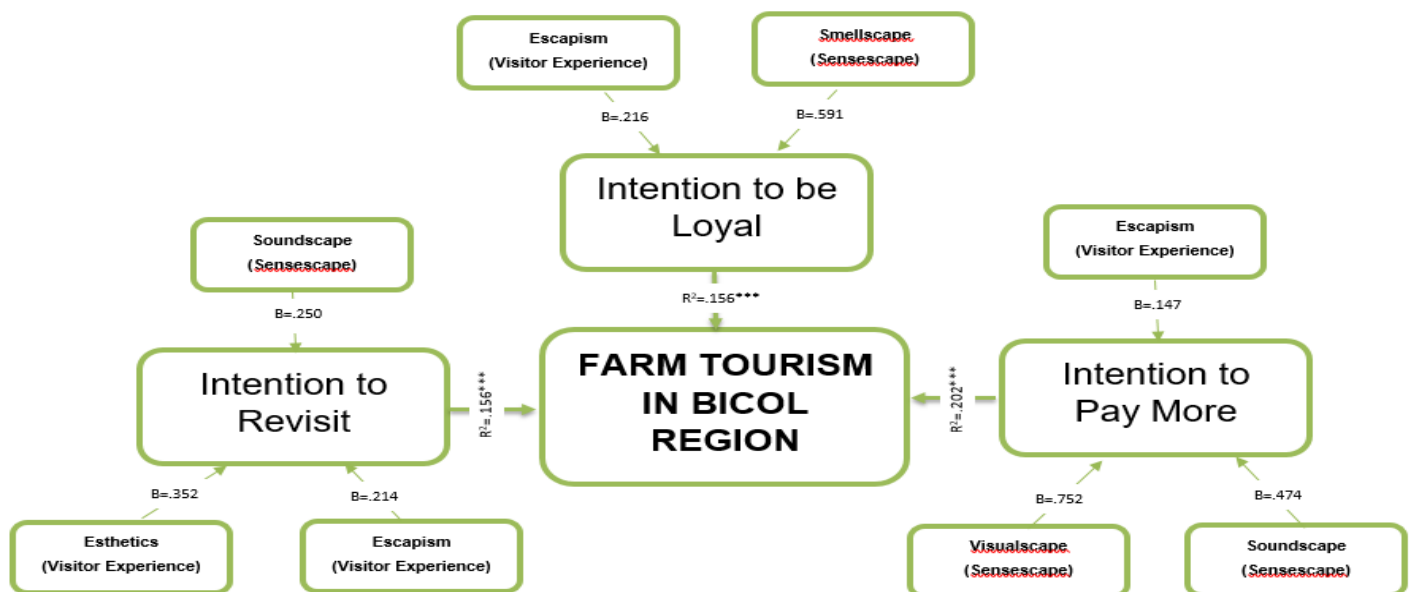 Escapism
(Visitor Experience)
Smellscape
(Sensescape)
B=.216
B=.591
Intention to be
Loyal
Soundscape
(Sensescape)
Escapism
(Visitor Experience)
R²=.156***
B=.250
B=.147
Intention to
Revisit
R²=.156***
FARM TOURISM
IN BICOL
REGION
R²=.202***
Intention to
Pay More
B=.352
B=.214
B=.752
B=.474
Esthetics
(Visitor Experience)
Escapism
(Visitor Experience)
Visualscape
(Sensescape)
Soundscape
(Sensescape)